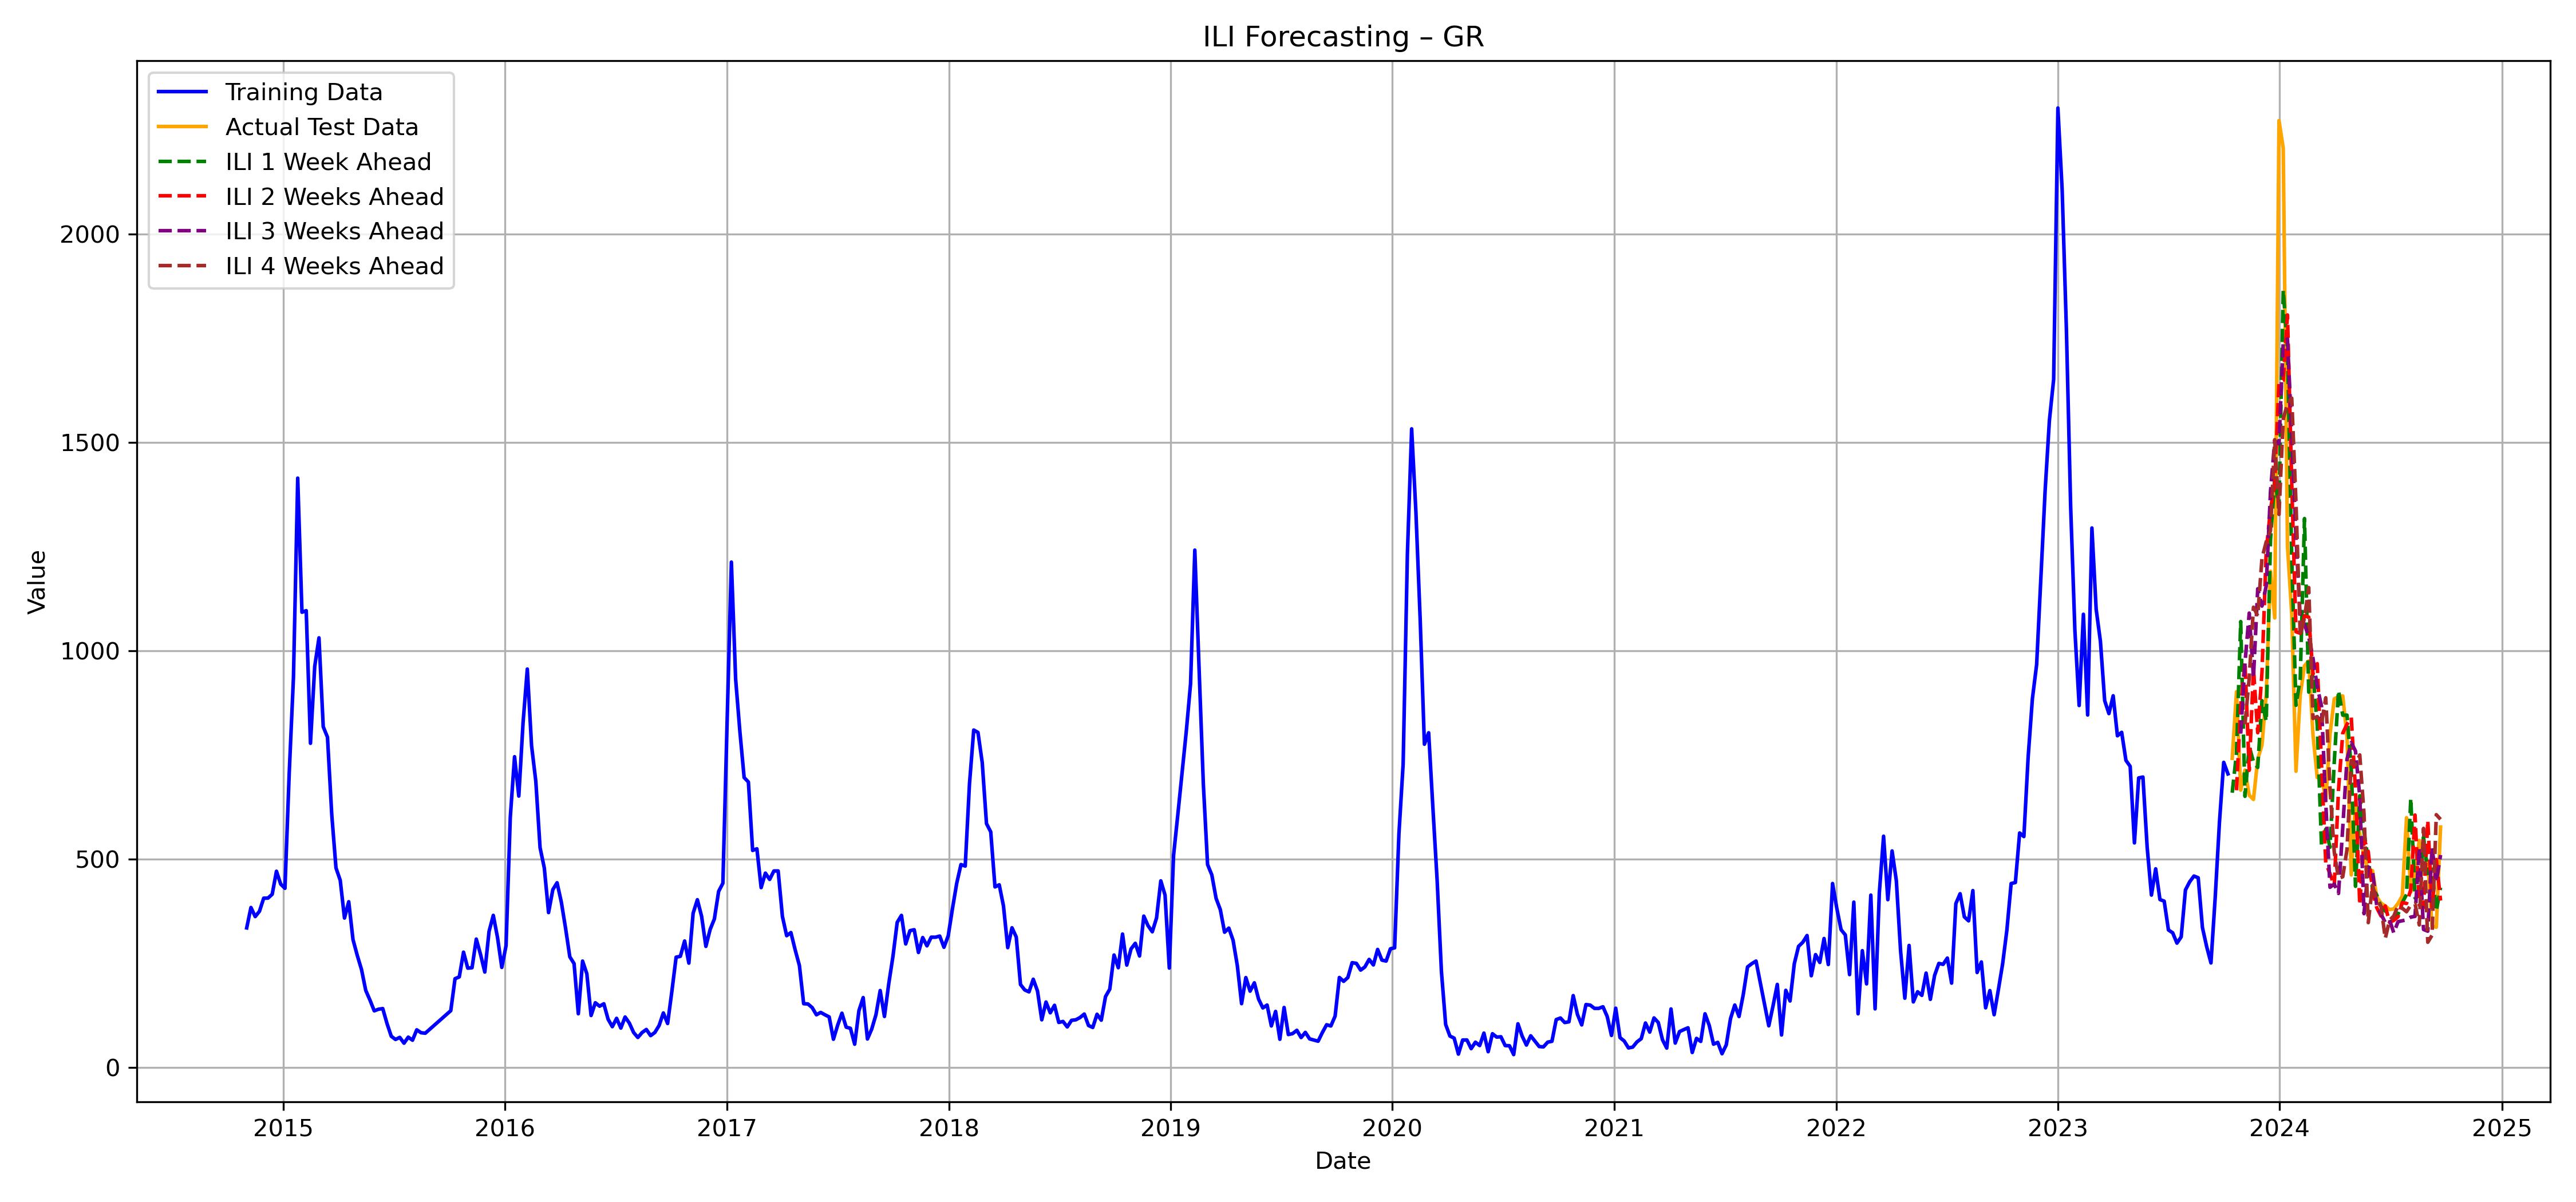 ILI Forecasting – GR
Training Data
Actual Test Data
ILI 1 Week Ahead
ILI 2 Weeks Ahead
ILI 3 Weeks Ahead
ILI 4 Weeks Ahead
Value
2000
1500
1000
500
0
2015 2016 2017 2018 2019 2020 2021 2022 2023 2024 2025
Date